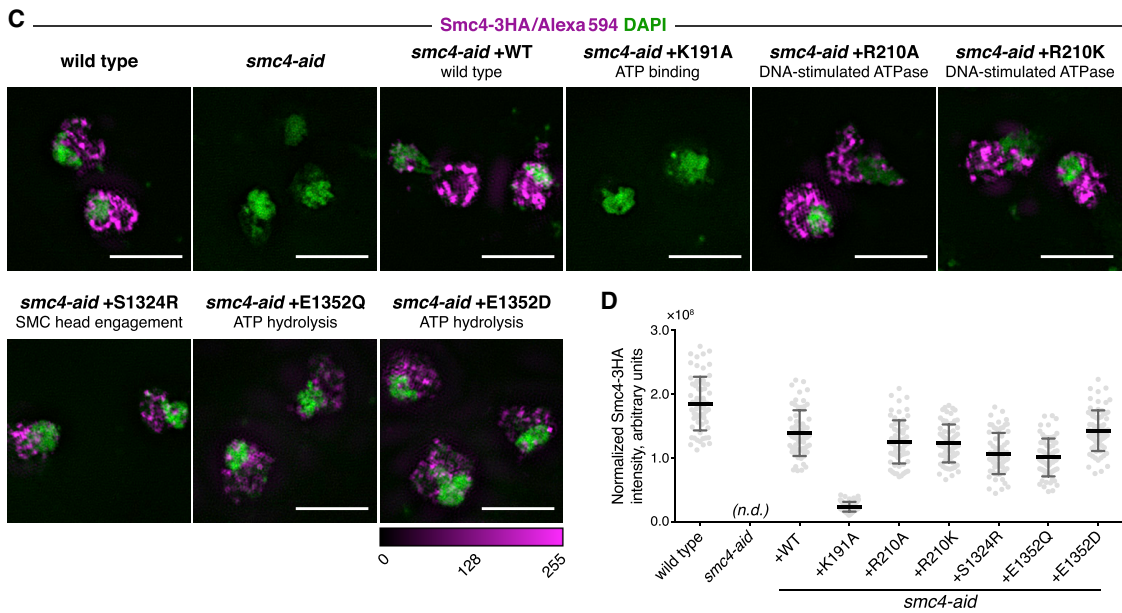 C
Smc4-3HA/Alexa 594 DAPI
wild type
smc4-aid
smc4-aid +WT
wild type
smc4-aid +K191A
ATP binding
smc4-aid +R210A
DNA-stimulated ATPase
smc4-aid +R210K
DNA-stimulated ATPase
smc4-aid +S1324R
SMC head engagement
smc4-aid +E1352Q
ATP hydrolysis
smc4-aid +E1352D
ATP hydrolysis
0
128
255
D
×10⁸
3.0
2.0
1.0
0.0
Normalized Smc4-3HA
intensity, arbitrary units
(n.d.)
wild type
smc4-aid
+WT
+K191A
+R210A
+R210K
+S1324R
+E1352Q
+E1352D
smc4-aid